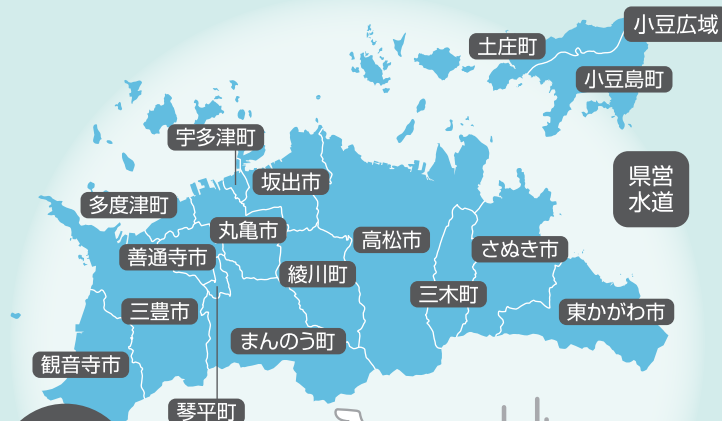 小豆広域
土庄町
小豆島町
宇多津町
県営
水道
坂出市
多度津町
丸亀市
高松市
さぬき市
善通寺市
綾川町
三木町
三豊市
東かがわ市
まんのう町
観音寺市
琴平町